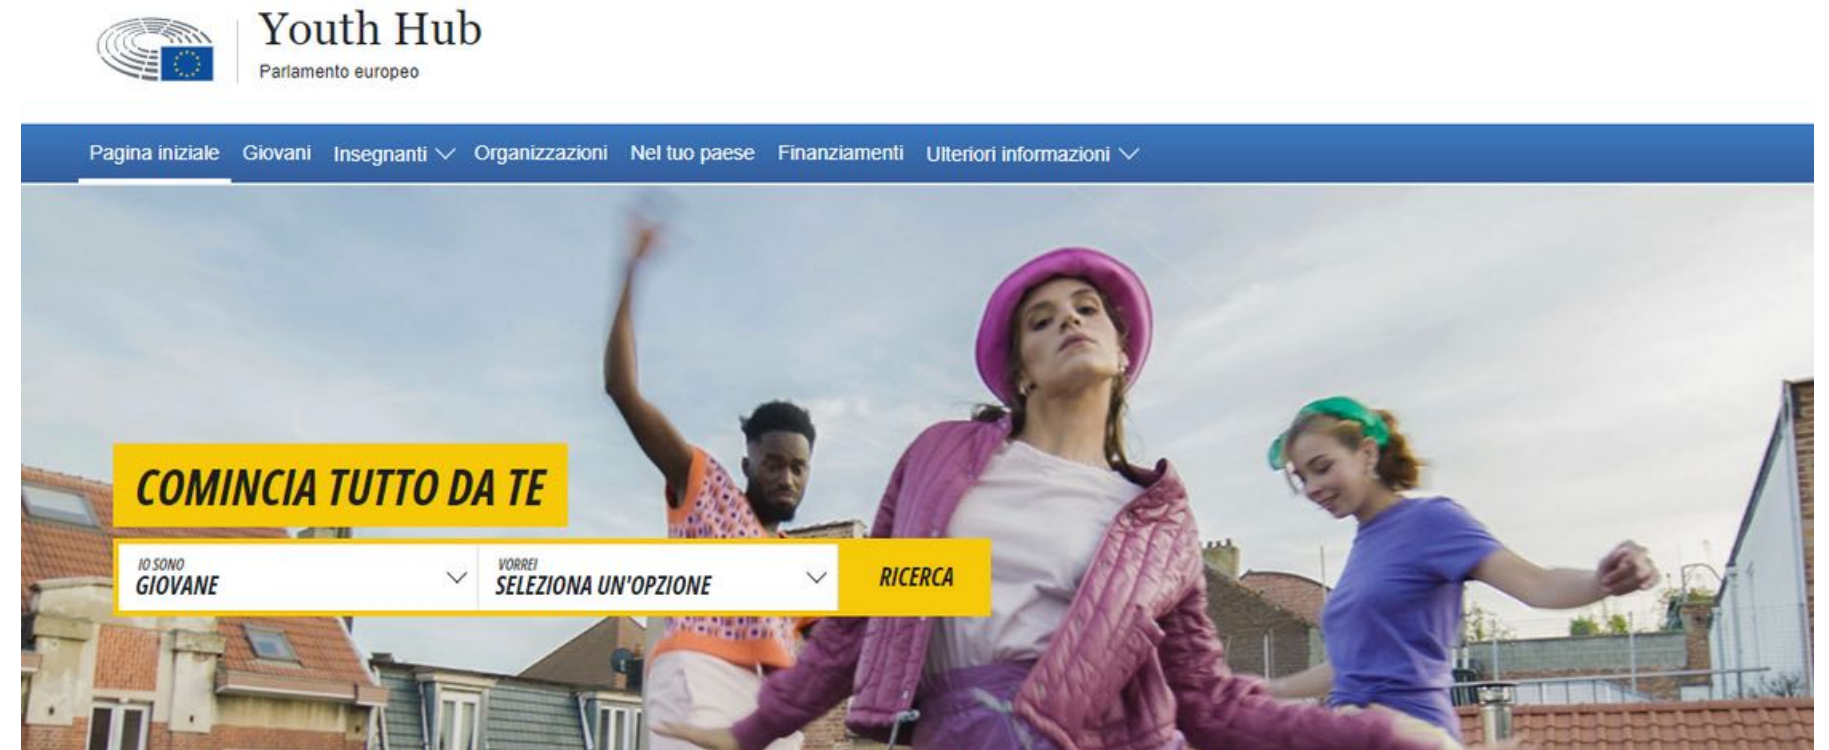 Youth Hub
Parlamento europeo
Pagina iniziale Giovani Insegnanti Organizzazioni Nel tuo paese Finanziamenti Ulteriori informazioni
COMINCIA TUTTO DA TE
IO SONO
GIOVANE
VORREI
SELEZIONA UN'OPZIONE
RICERCA